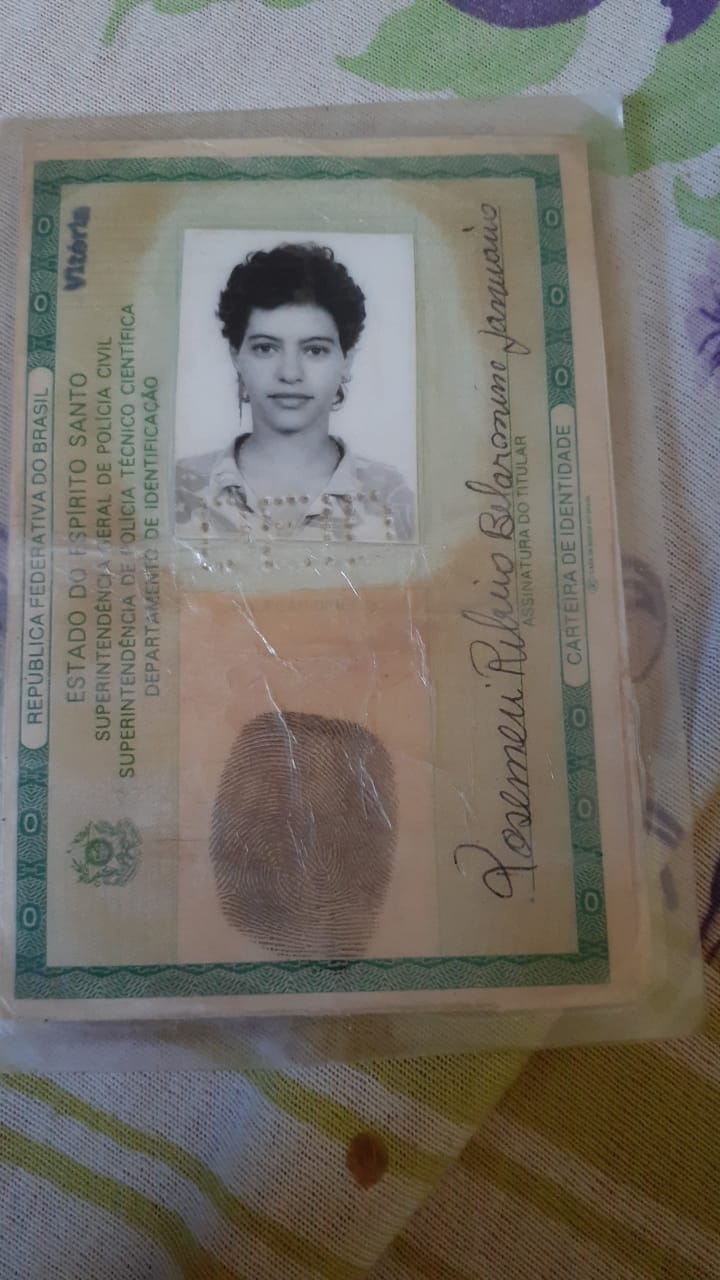 REPÚBLICA FEDERATIVA DO BRASIL
Vitória
ESTADO DO ESPÍRITO SANTO
SUPERINTENDÊNCIA GERAL DE POLÍCIA CIVIL
SUPERINTENDÊNCIA DE POLÍCIA TÉCNICO CIENTÍFICA
DEPARTAMENTO DE IDENTIFICAÇÃO
Rosemeri Ribeiro Belarmino Januario
ASSINATURA DO TITULAR
CARTEIRA DE IDENTIDADE